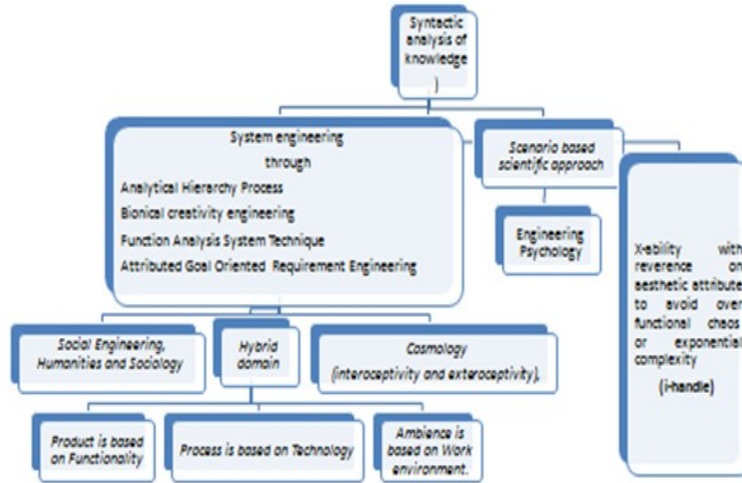 Syntactic
analysis of
knowledge
)
System engineering
through
Analytical Hierarchy Process
Bionical creativity engineering
Function Analysis System Technique
Attributed Goal Oriented Requirement Engineering
Scenario based
scientific approach
Engineering
Psychology
X-ability with
reverence on
aesthetic attribute
to avoid over
functional chaos
or exponential
complexity
(i-handle)
Social Engineering,
Humanities and Sociology
Hybrid
domain
Cosmology
(interoceptivity and exteroceptivity),
Product is based
on Functionality
Process is based on Technology
Ambience is
based on Work
environment.